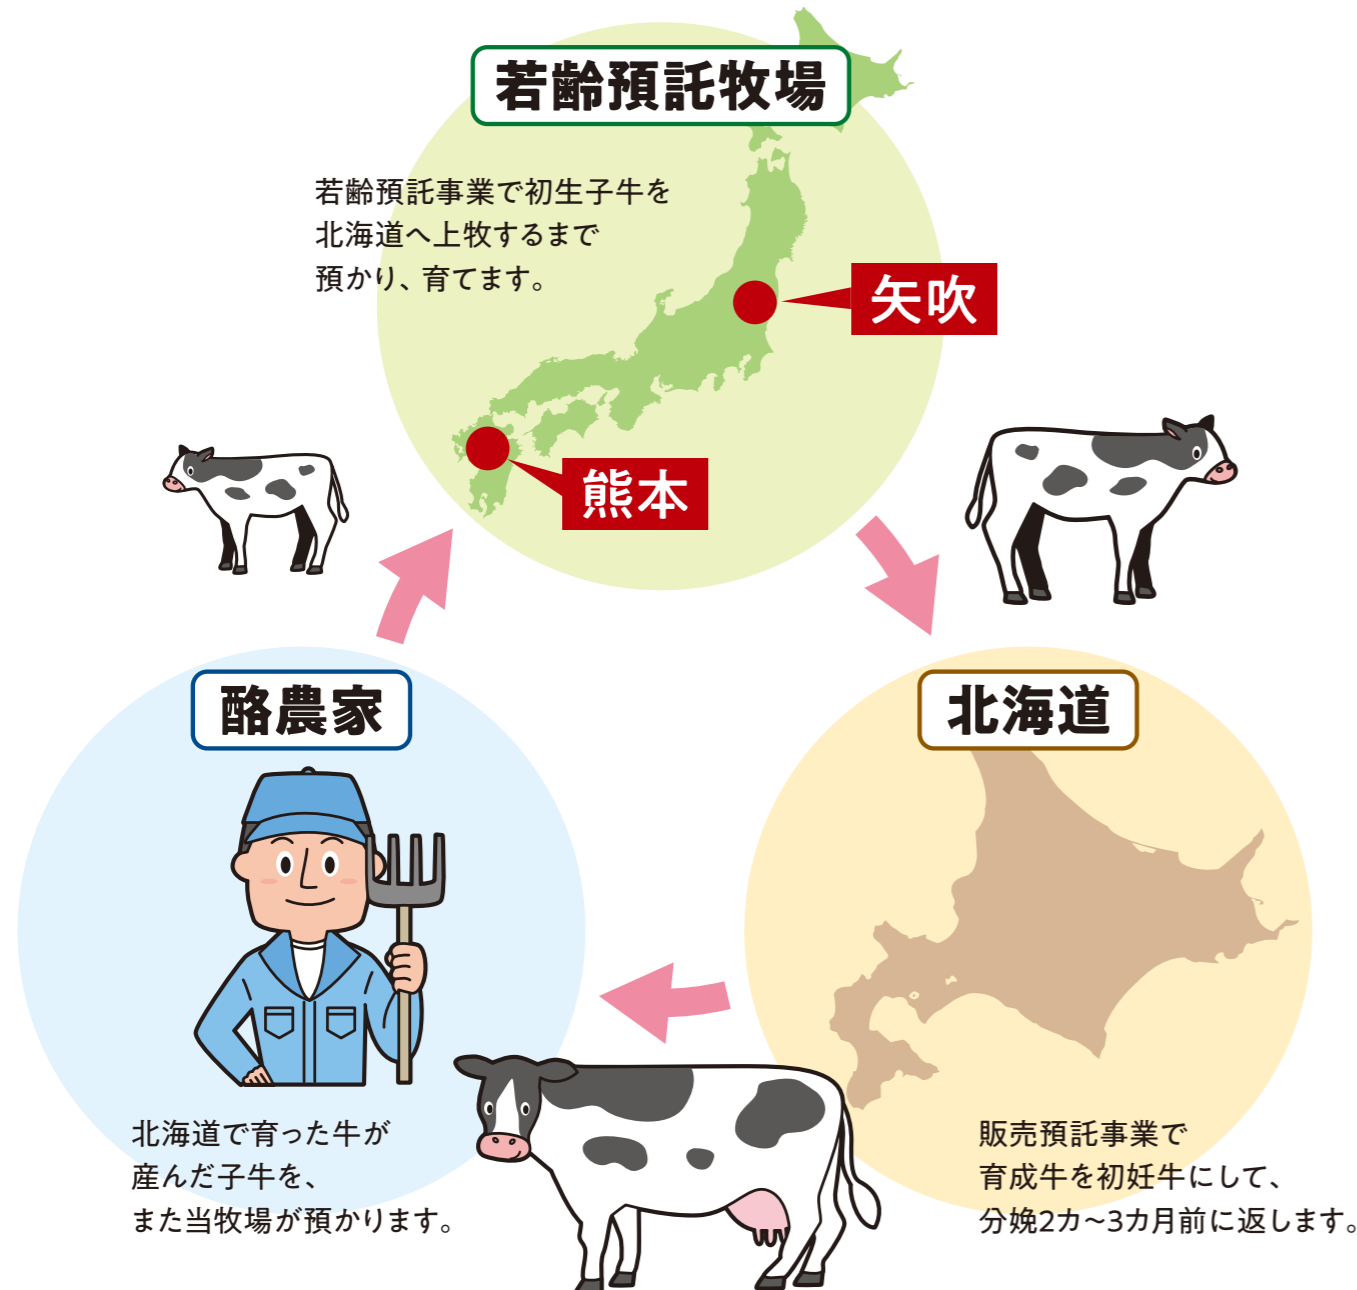 若齢預託牧場
若齢預託事業で初生子牛を
北海道へ上牧するまで
預かり、育てます。
矢吹
熊本
酪農家
北海道で育った牛が
産んだ子牛を、
また当牧場が預かります。
北海道
販売預託事業で
育成牛を初妊牛にして、
分娩2カ〜3カ月前に返します。